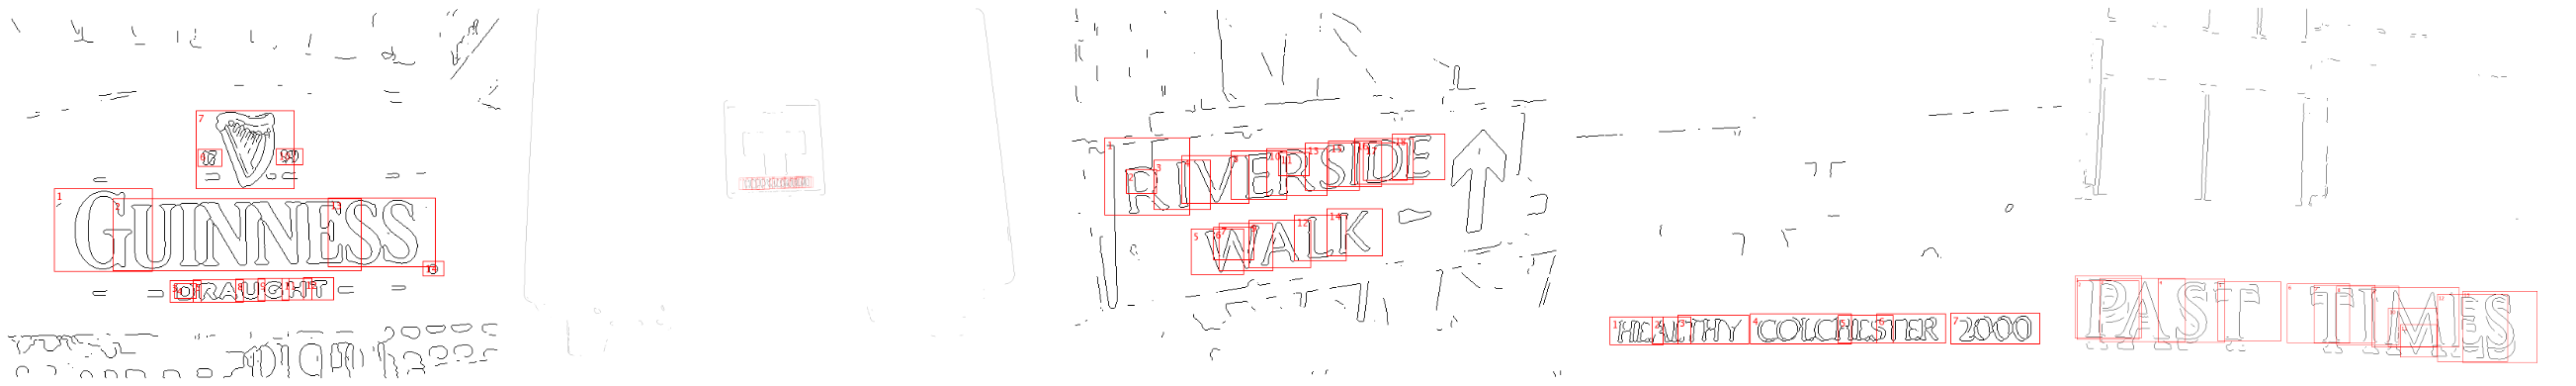 GUINNESS
DRAUGHT
RIVERSIDE
WALK
HEALTHY COLCHESTER 2000
PAST TIMES